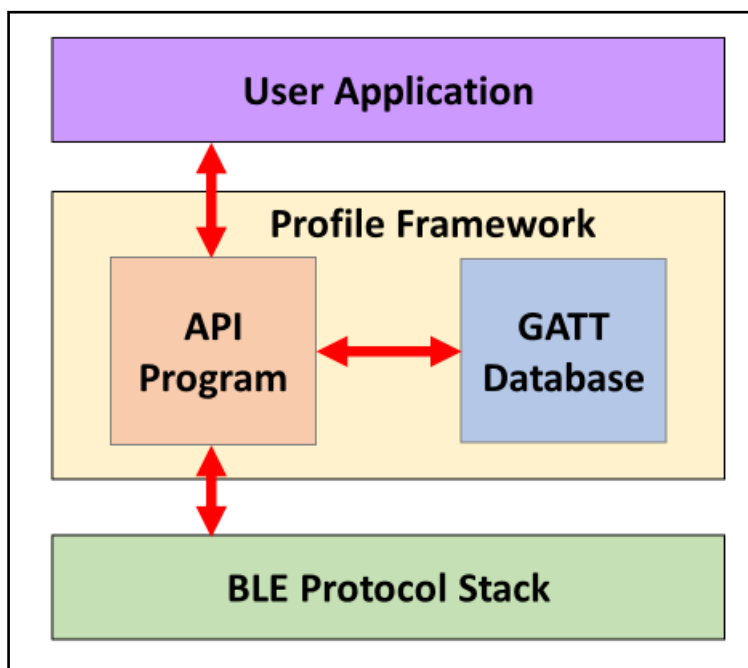 User Application
Profile Framework
API
Program
GATT
Database
BLE Protocol Stack